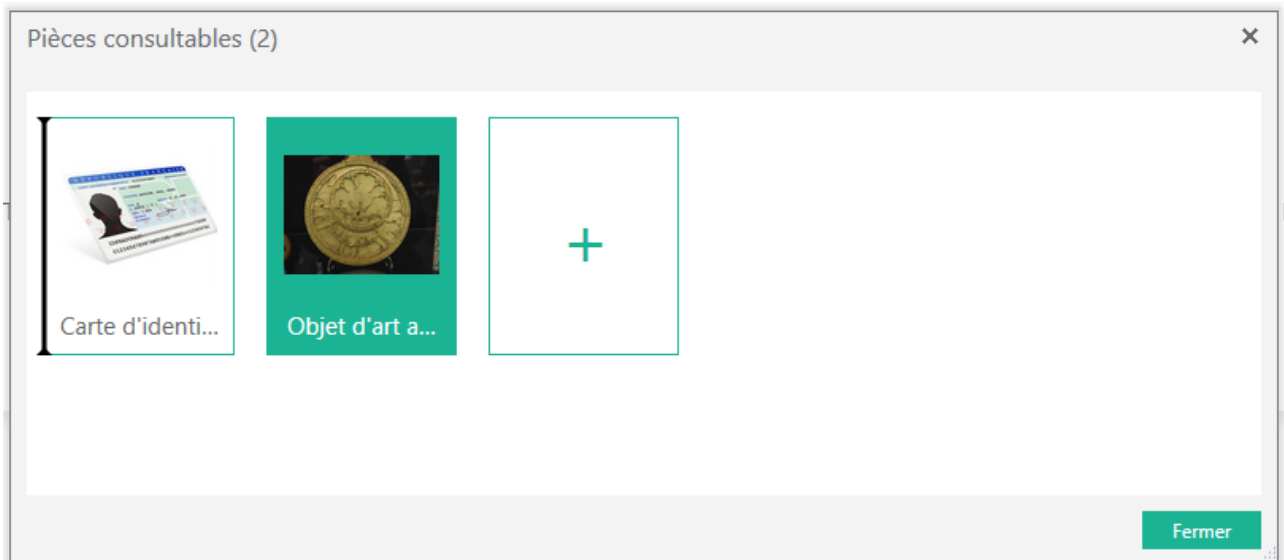 Pièces consultables (2)
Carte d'identi...
Objet d'art a...
Fermer